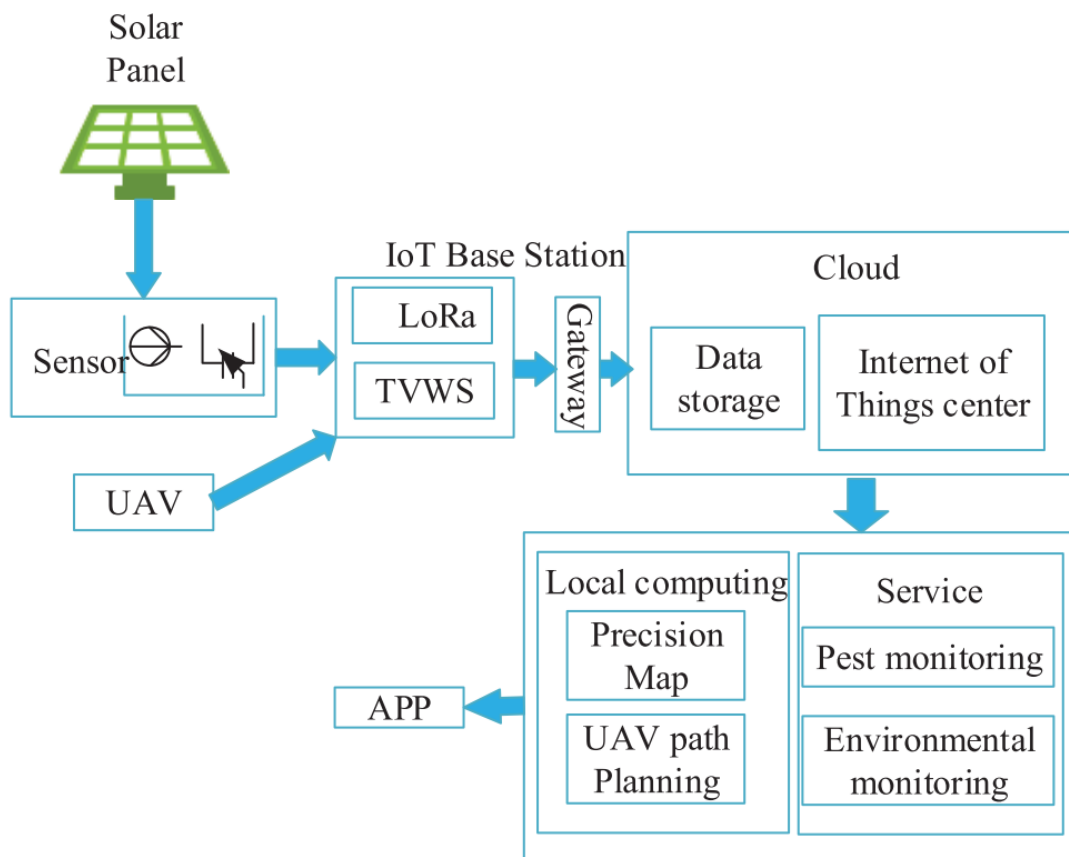 Solar
Panel
IoT Base Station
Cloud
LoRa
Gateway
Sensor
TVWS
Data
storage
Internet of
Things center
UAV
Local computing
Service
Precision
Map
Pest monitoring
APP
UAV path
Planning
Environmental
monitoring